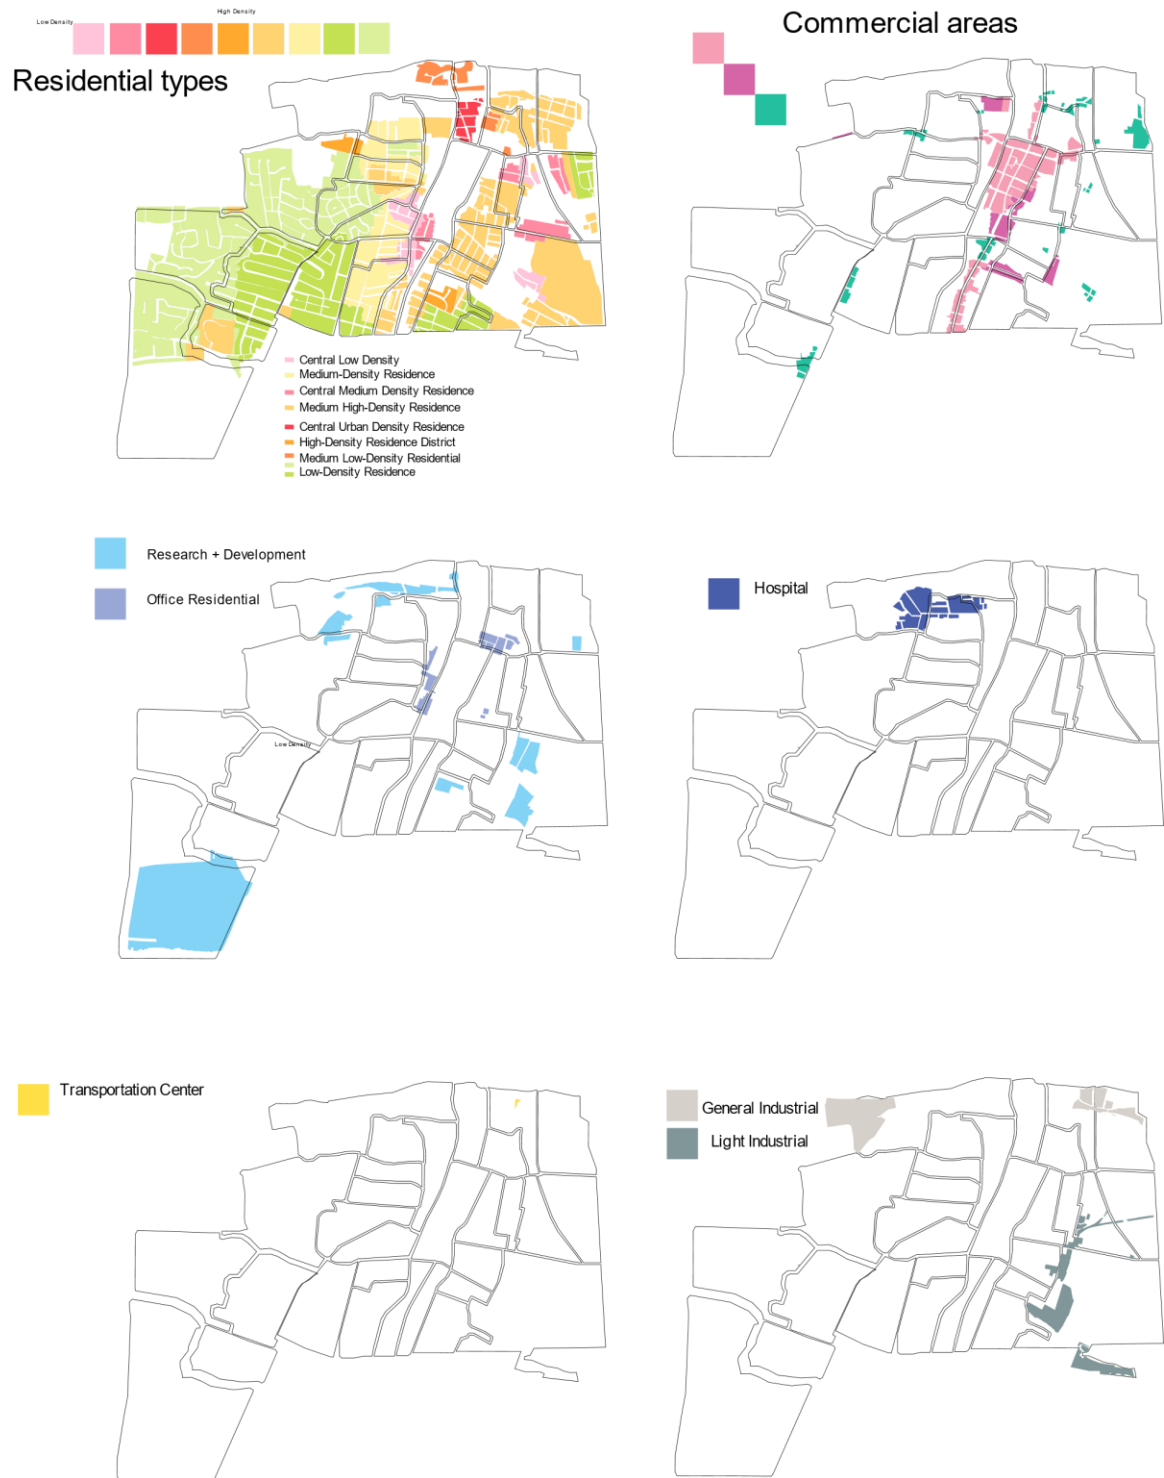 High Density
Low Density
Residential types
Commercial areas
Central Low Density
Medium-Density Residence
Central Medium Density Residence
Medium High-Density Residence
Central Urban Density Residence
High-Density Residence District
Medium Low-Density Residential
Low-Density Residence
Research + Development
Office Residential
Low Density
Hospital
Transportation Center
General Industrial
Light Industrial